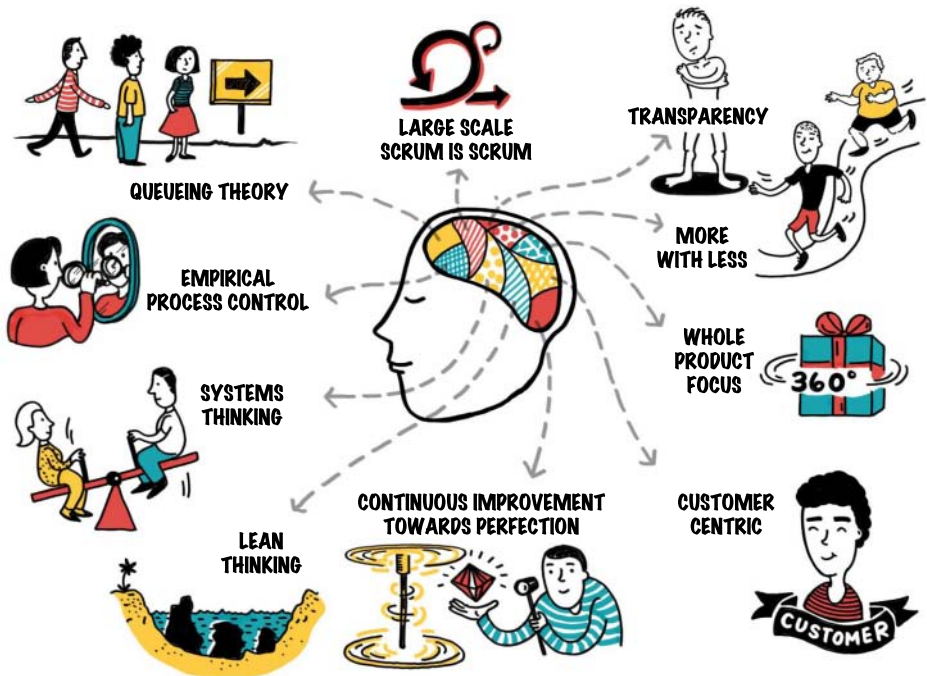 LARGE SCALE
SCRUM IS SCRUM
TRANSPARENCY
QUEUEING THEORY
MORE
WITH LESS
EMPIRICAL
PROCESS CONTROL
WHOLE
PRODUCT
FOCUS
360°
SYSTEMS
THINKING
CONTINUOUS IMPROVEMENT
TOWARDS PERFECTION
CUSTOMER
CENTRIC
LEAN
THINKING
CUSTOMER